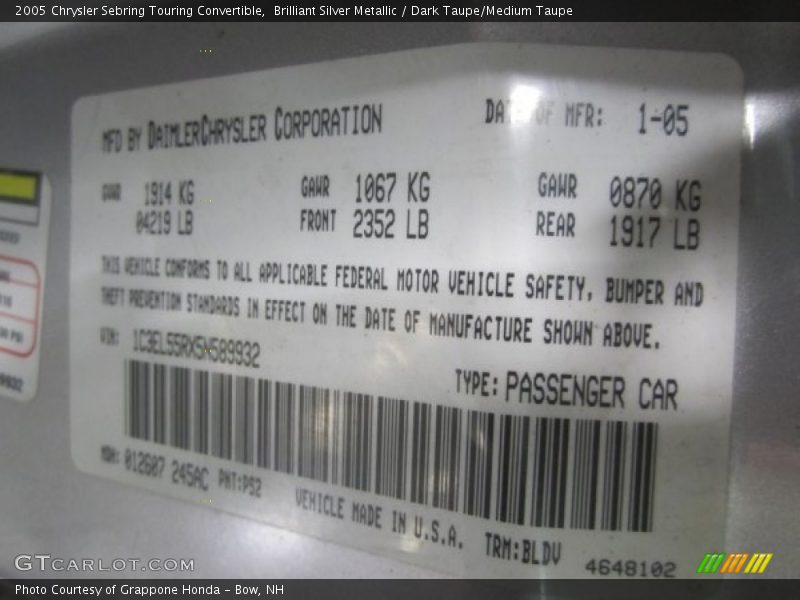 2005 Chrysler Sebring Touring Convertible, Brilliant Silver Metallic / Dark Taupe/Medium Taupe
MFD BY DAIMLERCHRYSLER CORPORATION
DATE OF MFR: 1-05
GVWR 1914 KG
04219 LB
GAWR 1067 KG
FRONT 2352 LB
GAWR 0870 KG
REAR 1917 LB
THIS VEHICLE CONFORMS TO ALL APPLICABLE FEDERAL MOTOR VEHICLE SAFETY, BUMPER AND
THEFT PREVENTION STANDARDS IN EFFECT ON THE DATE OF MANUFACTURE SHOWN ABOVE.
VIN: 1C3EL55RX5N589932
TYPE: PASSENGER CAR
MDH: 012607 245AC PNT:PS2
VEHICLE MADE IN U.S.A.
TRM:BLDV
4648102
GTCARLOT.COM
Photo Courtesy of Grappone Honda - Bow, NH